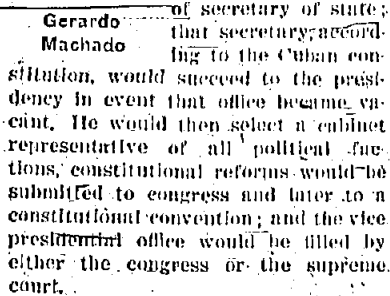 Gerardo
Machado
of secretary of state;
that secretary, accord-
ing to the Cuban con-
stitution, would succeed to the presi-
dency in event that office became va-
cant. He would then select a cabinet
representative of all political fac-
tions, constitutional reforms would be
submitted to congress and later to a
constitutional convention; and the vice
presidential office would be filled by
either the congress or the supreme
court.